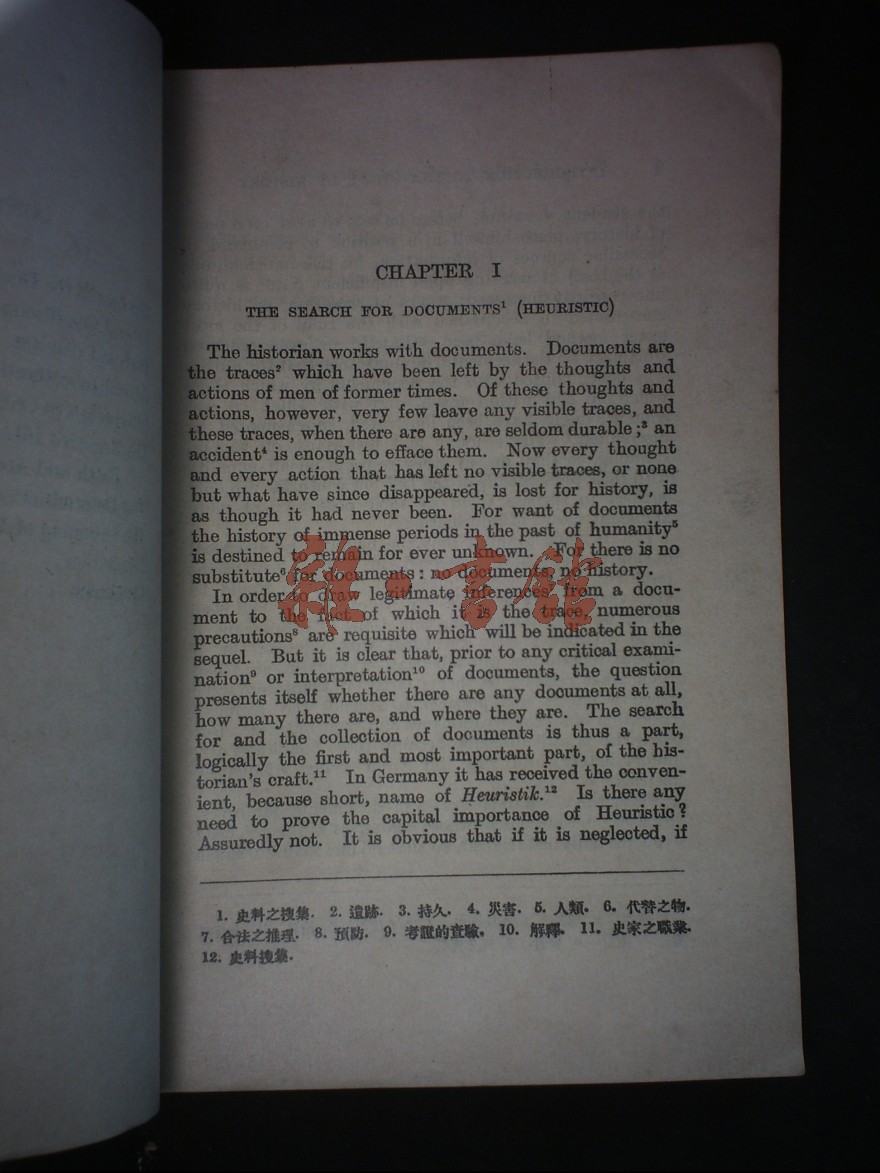 CHAPTER I
THE SEARCH FOR DOCUMENTS¹ (HEURISTIC)
The historian works with documents. Documents are
the traces² which have been left by the thoughts and
actions of men of former times. Of these thoughts and
actions, however, very few leave any visible traces, and
these traces, when there are any, are seldom durable;³ an
accident⁴ is enough to efface them. Now every thought
and every action that has left no visible traces, or none
but what have since disappeared, is lost for history, is
as though it had never been. For want of documents
the history of immense periods in the past of humanity⁵
is destined to remain for ever unknown. For there is no
substitute⁶ for documents: no documents, no history.
In order to draw legitimate inferences⁷ from a docu-
ment to the fact of which it is the trace, numerous
precautions⁸ are requisite which will be indicated in the
sequel. But it is clear that, prior to any critical exami-
nation⁹ or interpretation¹⁰ of documents, the question
presents itself whether there are any documents at all,
how many there are, and where they are. The search
for and the collection of documents is thus a part,
logically the first and most important part, of the his-
torian's craft.¹¹ In Germany it has received the conven-
ient, because short, name of Heuristik.¹² Is there any
need to prove the capital importance of Heuristic?
Assuredly not. It is obvious that if it is neglected, if
1. 史料之搜集. 2. 遺跡. 3. 持久. 4. 災害. 5. 人類. 6. 代替之物.
7. 合法之推理. 8. 預防. 9. 考證的查驗. 10. 解釋. 11. 史家之職業.
12. 史料搜集.